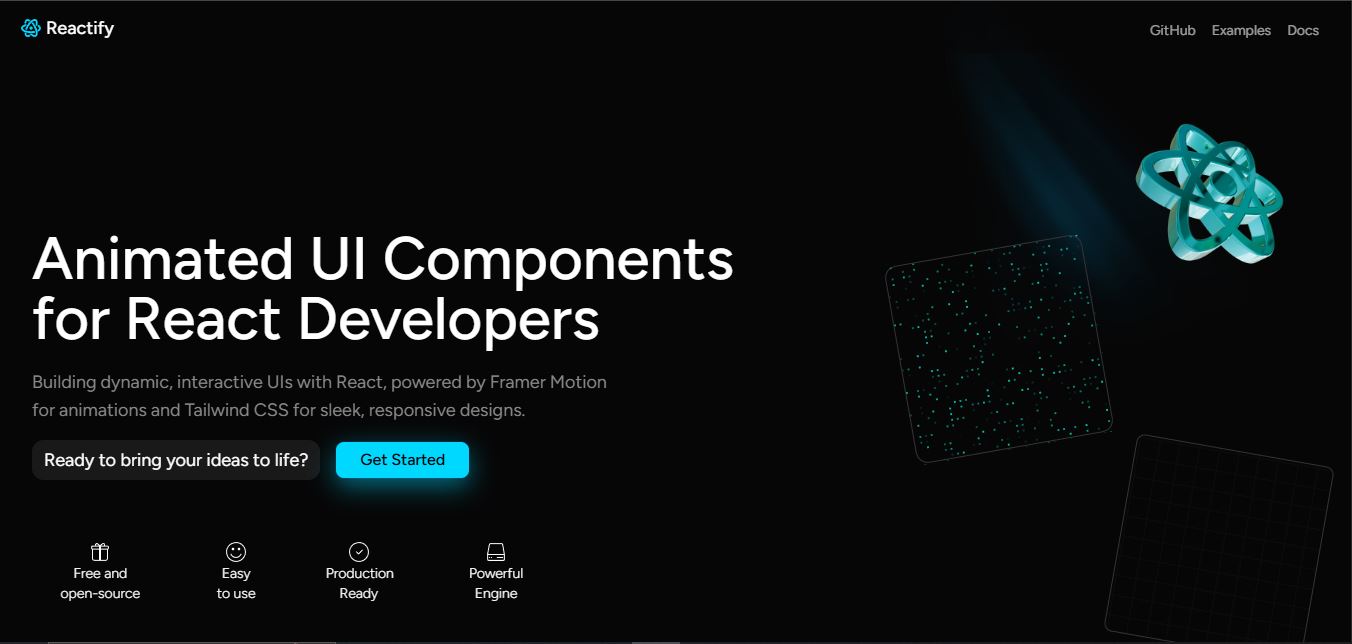 Reactify
GitHub Examples Docs
Animated UI Components
for React Developers
Building dynamic, interactive UIs with React, powered by Framer Motion
for animations and Tailwind CSS for sleek, responsive designs.
Ready to bring your ideas to life?
Get Started
Free and
open-source
Easy
to use
Production
Ready
Powerful
Engine